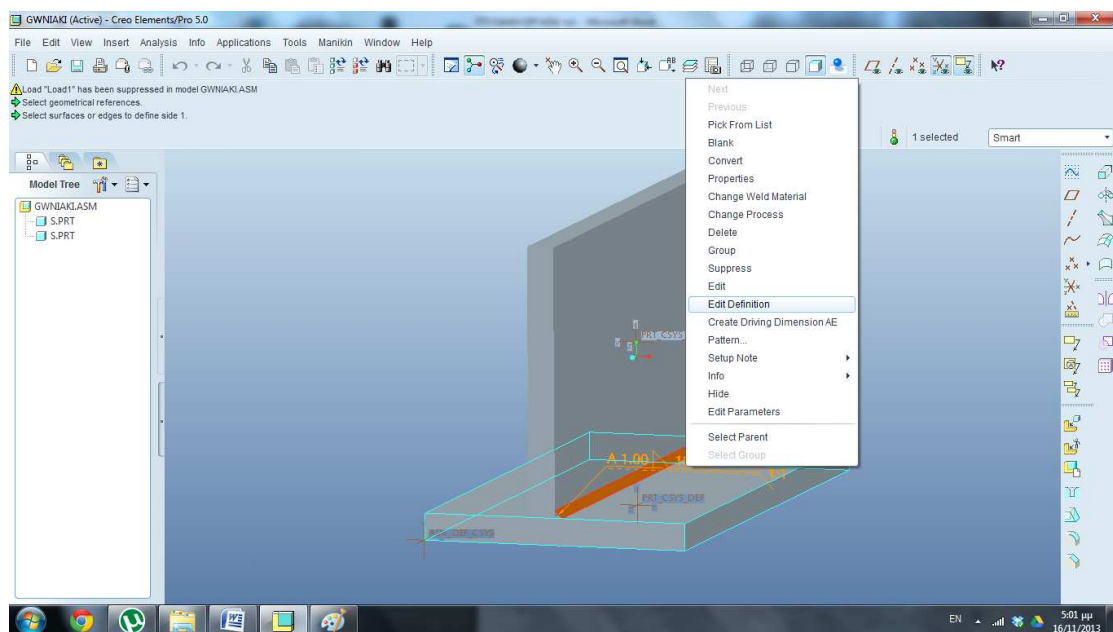 GWNIAKI (Active) - Creo Elements/Pro 5.0
File Edit View Insert Analysis Info Applications Tools Manikin Window Help
Load "Load1" has been suppressed in model GWNIAKI.ASM
Select geometrical references.
Select surfaces or edges to define side 1.
1 selected
Smart
Model Tree
GWNIAKI.ASM
S.PRT
S.PRT
Next
Previous
Pick From List
Blank
Convert
Properties
Change Weld Material
Change Process
Delete
Group
Suppress
Edit
Edit Definition
Create Driving Dimension AE
Pattern...
Setup Note
Info
Hide
Edit Parameters
Select Parent
Select Group
PRT_CSYS
A 1.00
PRT_CSYS_DEF
EN
5:01 μμ
16/11/2013